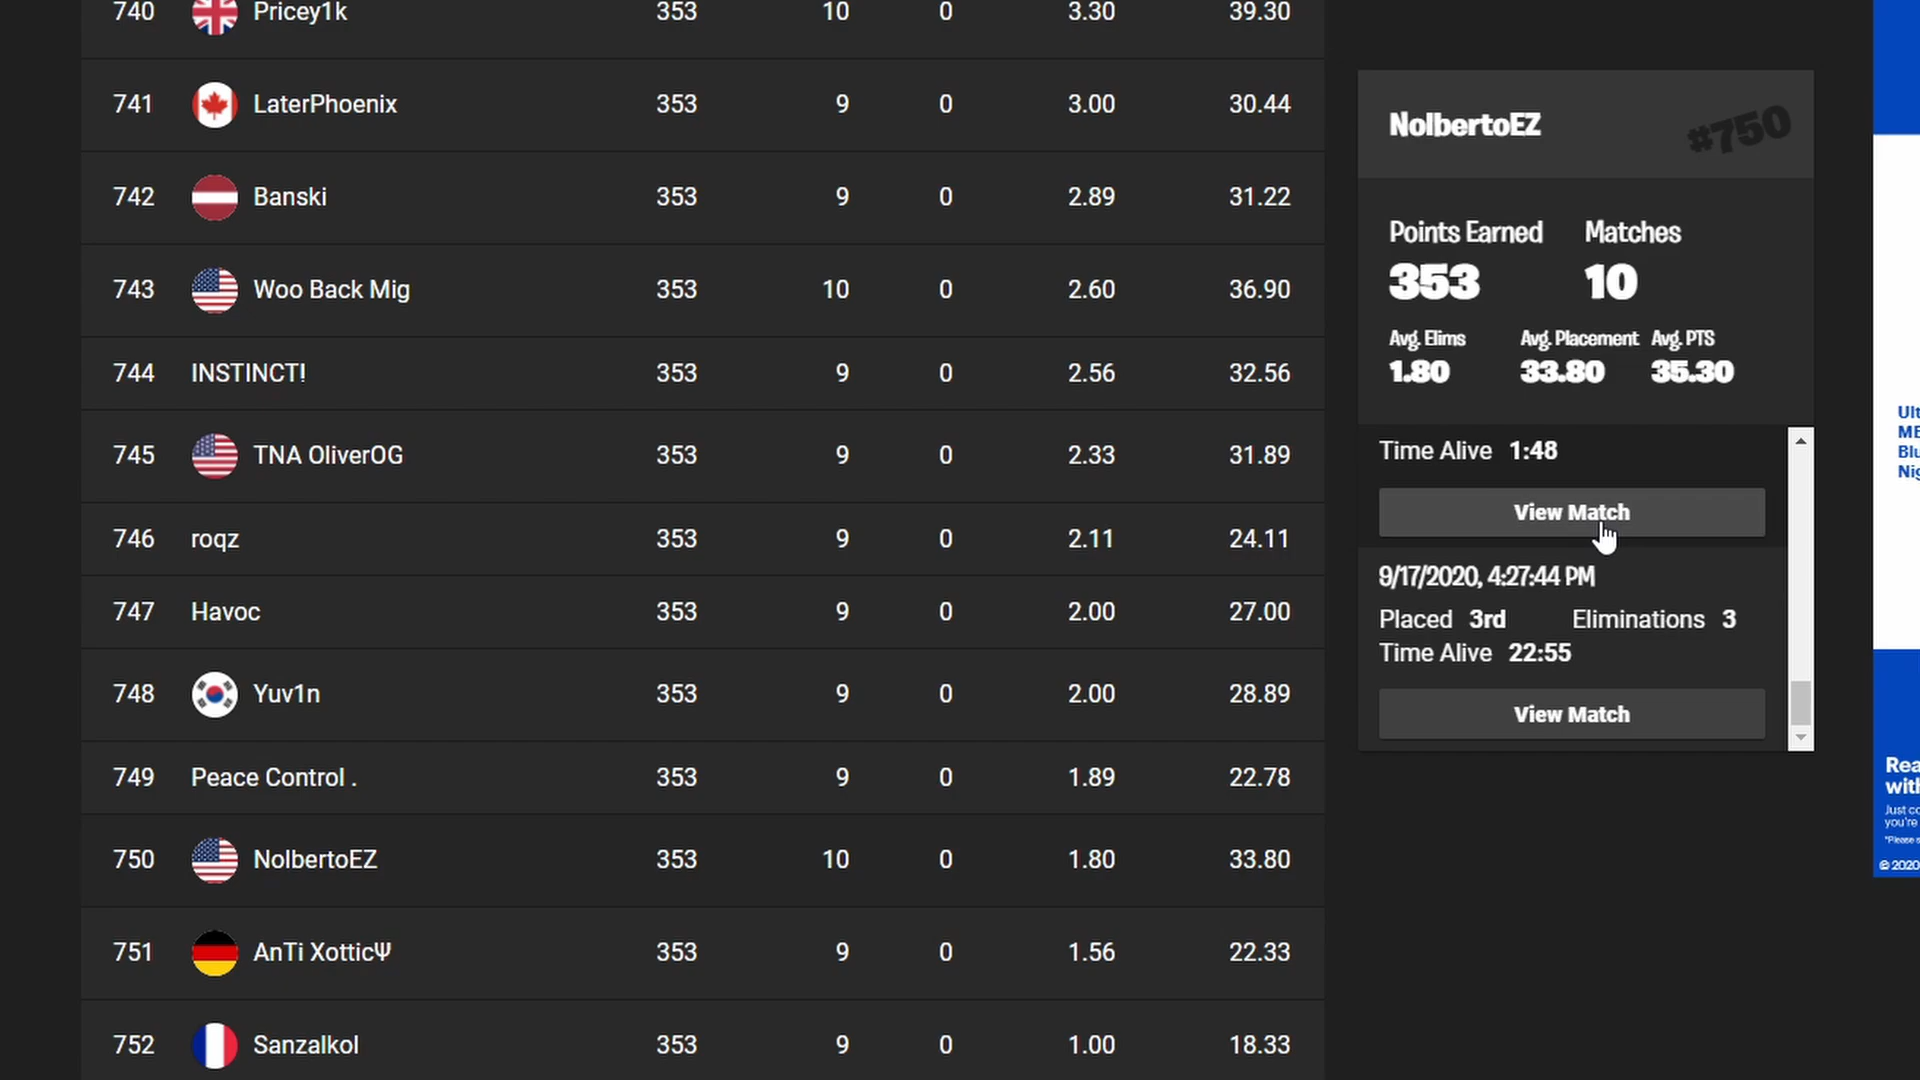 740 Pricey1k 353 10 0 3.30 39.30
741 LaterPhoenix 353 9 0 3.00 30.44
742 Banski 353 9 0 2.89 31.22
743 Woo Back Mig 353 10 0 2.60 36.90
744 INSTINCT! 353 9 0 2.56 32.56
745 TNA OliverOG 353 9 0 2.33 31.89
746 roqz 353 9 0 2.11 24.11
747 Havoc 353 9 0 2.00 27.00
748 Yuv1n 353 9 0 2.00 28.89
749 Peace Control . 353 9 0 1.89 22.78
750 NolbertoEZ 353 10 0 1.80 33.80
751 AnTi XotticΨ 353 9 0 1.56 22.33
752 Sanzalkol 353 9 0 1.00 18.33
NolbertoEZ #750
Points Earned Matches
353 10
Avg. Elims Avg. Placement Avg. PTS
1.80 33.80 35.30
Time Alive 1:48
View Match
9/17/2020, 4:27:44 PM
Placed 3rd Eliminations 3
Time Alive 22:55
View Match
Just co
you're
© 2020